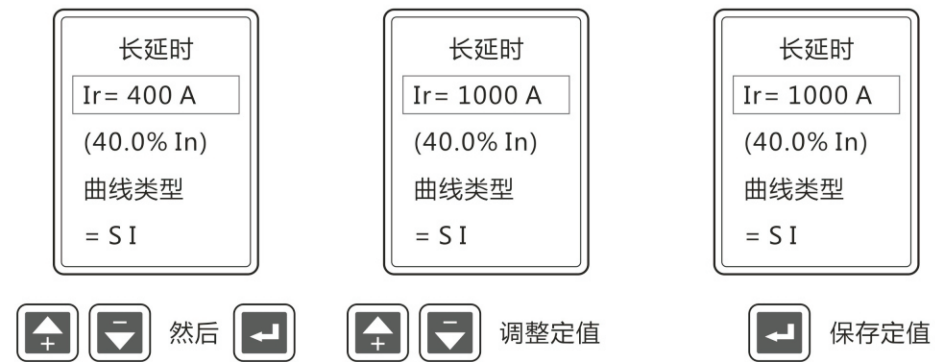 长延时
Ir= 400 A
(40.0% In)
曲线类型
= S I
长延时
Ir= 1000 A
(40.0% In)
曲线类型
= S I
长延时
Ir= 1000 A
(40.0% In)
曲线类型
= S I
+ − 然后
+ − 调整定值
保存定值